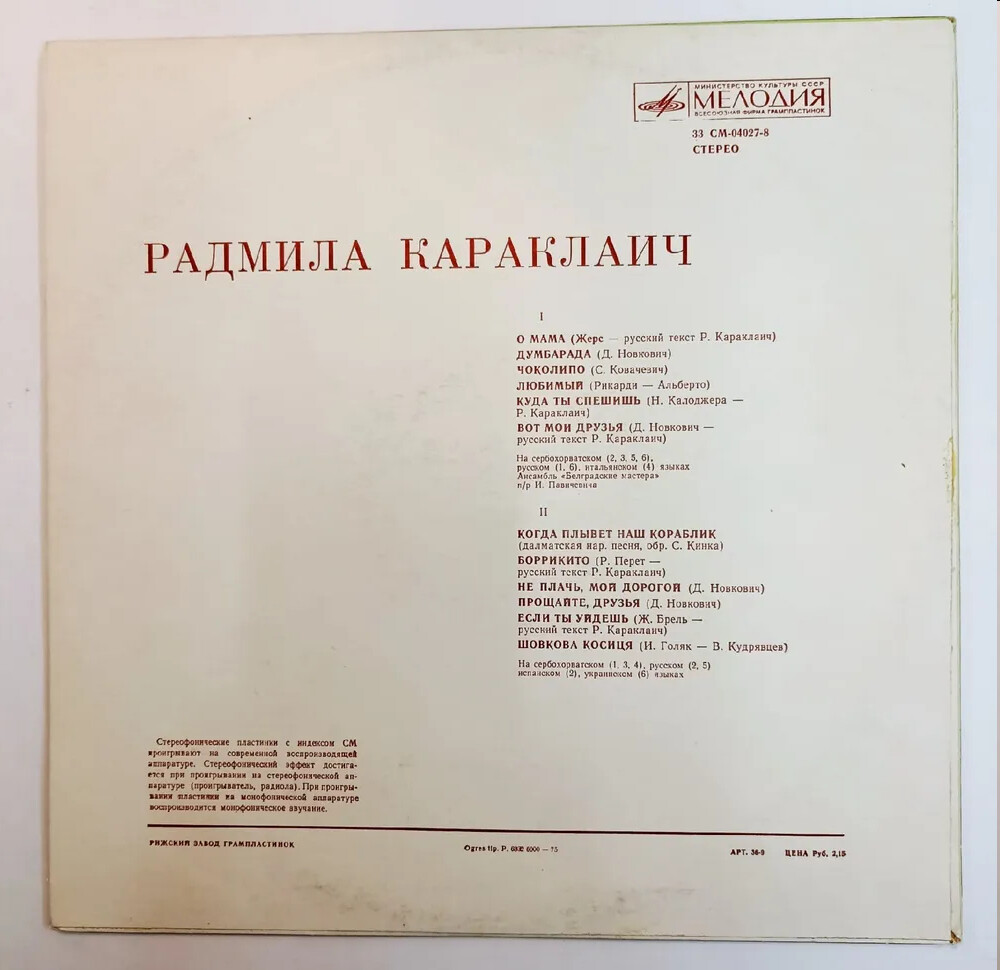 МИНИСТЕРСТВО КУЛЬТУРЫ СССР
МЕЛОДИЯ
ВСЕСОЮЗНАЯ ФИРМА ГРАМПЛАСТИНОК
33 СМ-04027-8
СТЕРЕО
РАДМИЛА КАРАКЛАИЧ
I
О МАМА (Жерс — русский текст Р. Караклаич)
ДУМБАРАДА (Д. Новкович)
ЧОКОЛИПО (С. Ковачевич)
ЛЮБИМЫЙ (Рикарди — Альберто)
КУДА ТЫ СПЕШИШЬ (Н. Калоджера —
Р. Караклаич)
ВОТ МОИ ДРУЗЬЯ (Д. Новкович —
русский текст Р. Караклаич)
На сербохорватском (2, 3, 5, 6),
русском (1, 6), итальянском (4) языках
Ансамбль «Белградские мастера»
п/р И. Павичевича
II
КОГДА ПЛЫВЕТ НАШ КОРАБЛИК
(далматская нар. песня, обр. С. Кинка)
БОРРИКИТО (Р. Перет —
русский текст Р. Караклаич)
НЕ ПЛАЧЬ, МОЙ ДОРОГОЙ (Д. Новкович)
ПРОЩАЙТЕ, ДРУЗЬЯ (Д. Новкович)
ЕСЛИ ТЫ УЙДЕШЬ (Ж. Брель —
русский текст Р. Караклаич)
ШОВКОВА КОСИЦЯ (И. Голяк — В. Кудрявцев)
На сербохорватском (1, 3, 4), русском (2, 5)
испанском (2), украинском (6) языках
Стереофонические пластинки с индексом СМ
проигрывают на современной воспроизводящей
аппаратуре. Стереофонический эффект достига-
ется при проигрывании на стереофонической ап-
паратуре (проигрыватель, радиола). При проигры-
вании пластинки на монофонической аппаратуре
воспроизводится монофоническое звучание.
РИЖСКИЙ ЗАВОД ГРАМПЛАСТИНОК
Ogres tip. P. 6000 — 75
АРТ. 36-9 ЦЕНА Руб. 2,15